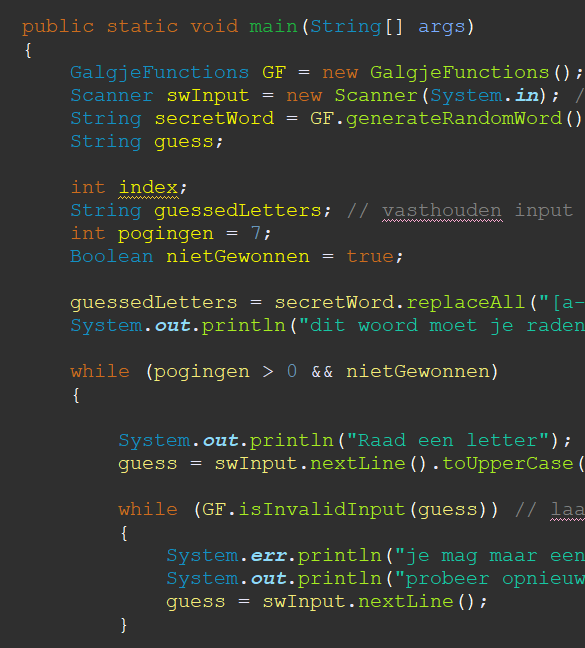 public static void main(String[] args)
{
GalgjeFunctions GF = new GalgjeFunctions();
Scanner swInput = new Scanner(System.in); /
String secretWord = GF.generateRandomWord()
String guess;
int index;
String guessedLetters; // vasthouden input
int pogingen = 7;
Boolean nietGewonnen = true;
guessedLetters = secretWord.replaceAll("[a-
System.out.println("dit woord moet je raden
while (pogingen > 0 && nietGewonnen)
{
System.out.println("Raad een letter");
guess = swInput.nextLine().toUpperCase(
while (GF.isInvalidInput(guess)) // laa
{
System.err.println("je mag maar een
System.out.println("probeer opnieuw
guess = swInput.nextLine();
}